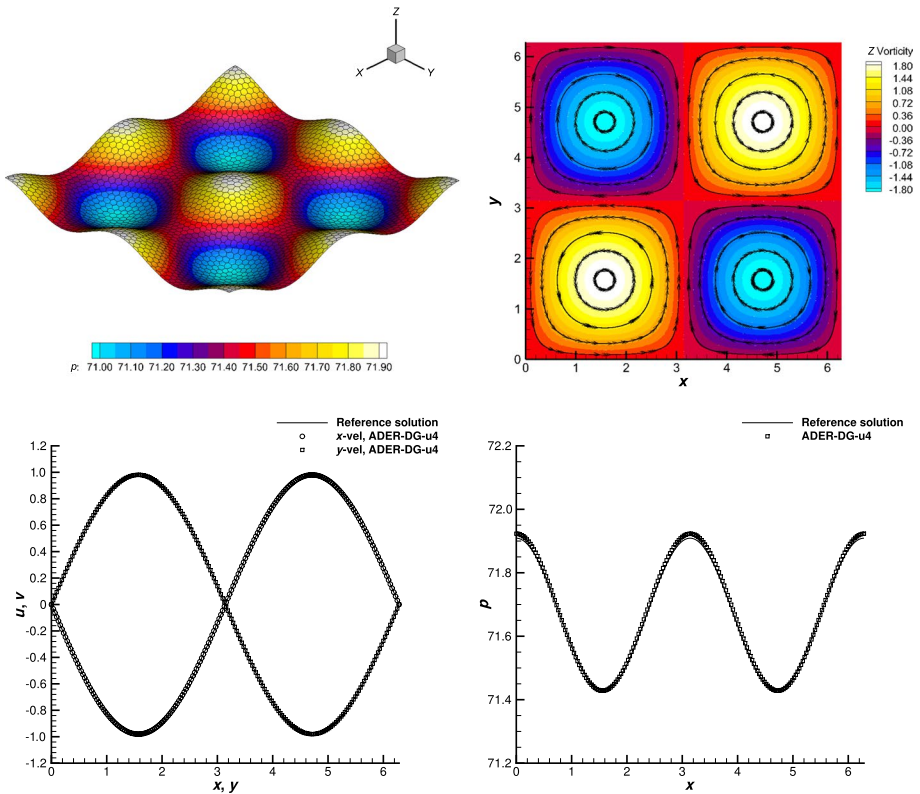 Z
X
Y
p:
71.00 71.10 71.20 71.30 71.40 71.50 71.60 71.70 71.80 71.90
y
6
5
4
3
2
1
0
0 1 2 3 4 5 6
x
Z Vorticity
1.80
1.44
1.08
0.72
0.36
0.00
-0.36
-0.72
-1.08
-1.44
-1.80
Reference solution
x-vel, ADER-DG-u4
y-vel, ADER-DG-u4
u, v
1.2
1.0
0.8
0.6
0.4
0.2
0
-0.2
-0.4
-0.6
-0.8
-1.0
-1.2
0 1 2 3 4 5 6
x, y
Reference solution
ADER-DG-u4
p
72.2
72.0
71.8
71.6
71.4
71.2
0 1 2 3 4 5 6
x